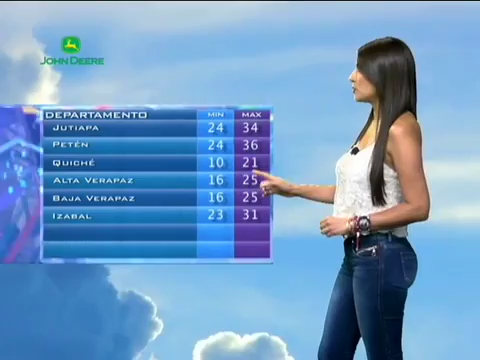 JOHN DEERE
DEPARTAMENTO MIN MAX
JUTIAPA 24 34
PETÉN 24 36
QUICHÉ 10 21
ALTA VERAPAZ 16 25
BAJA VERAPAZ 16 25
IZABAL 23 31